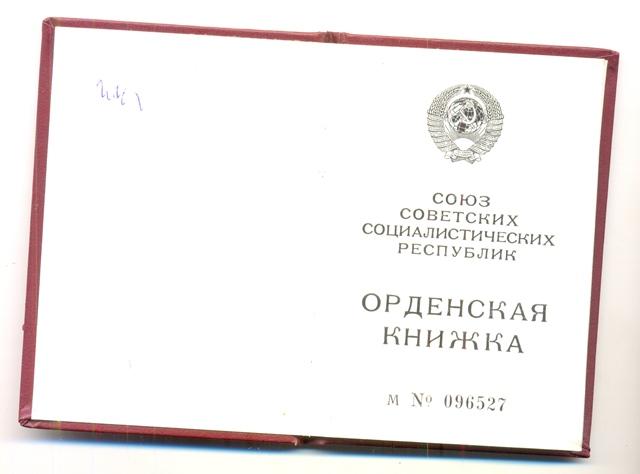 СОЮЗ
СОВЕТСКИХ
СОЦИАЛИСТИЧЕСКИХ
РЕСПУБЛИК
ОРДЕНСКАЯ
КНИЖКА
М № 096527